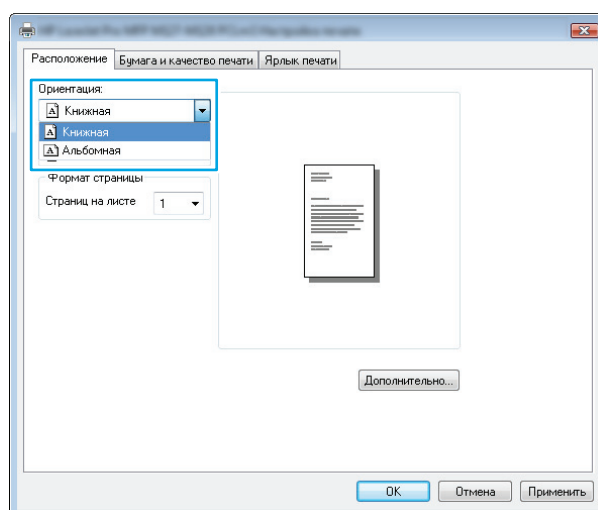 Расположение Бумага и качество печати Ярлык печати
Ориентация:
Книжная
Книжная
Альбомная
Формат страницы
Страниц на листе 1
Дополнительно...
OK Отмена Применить